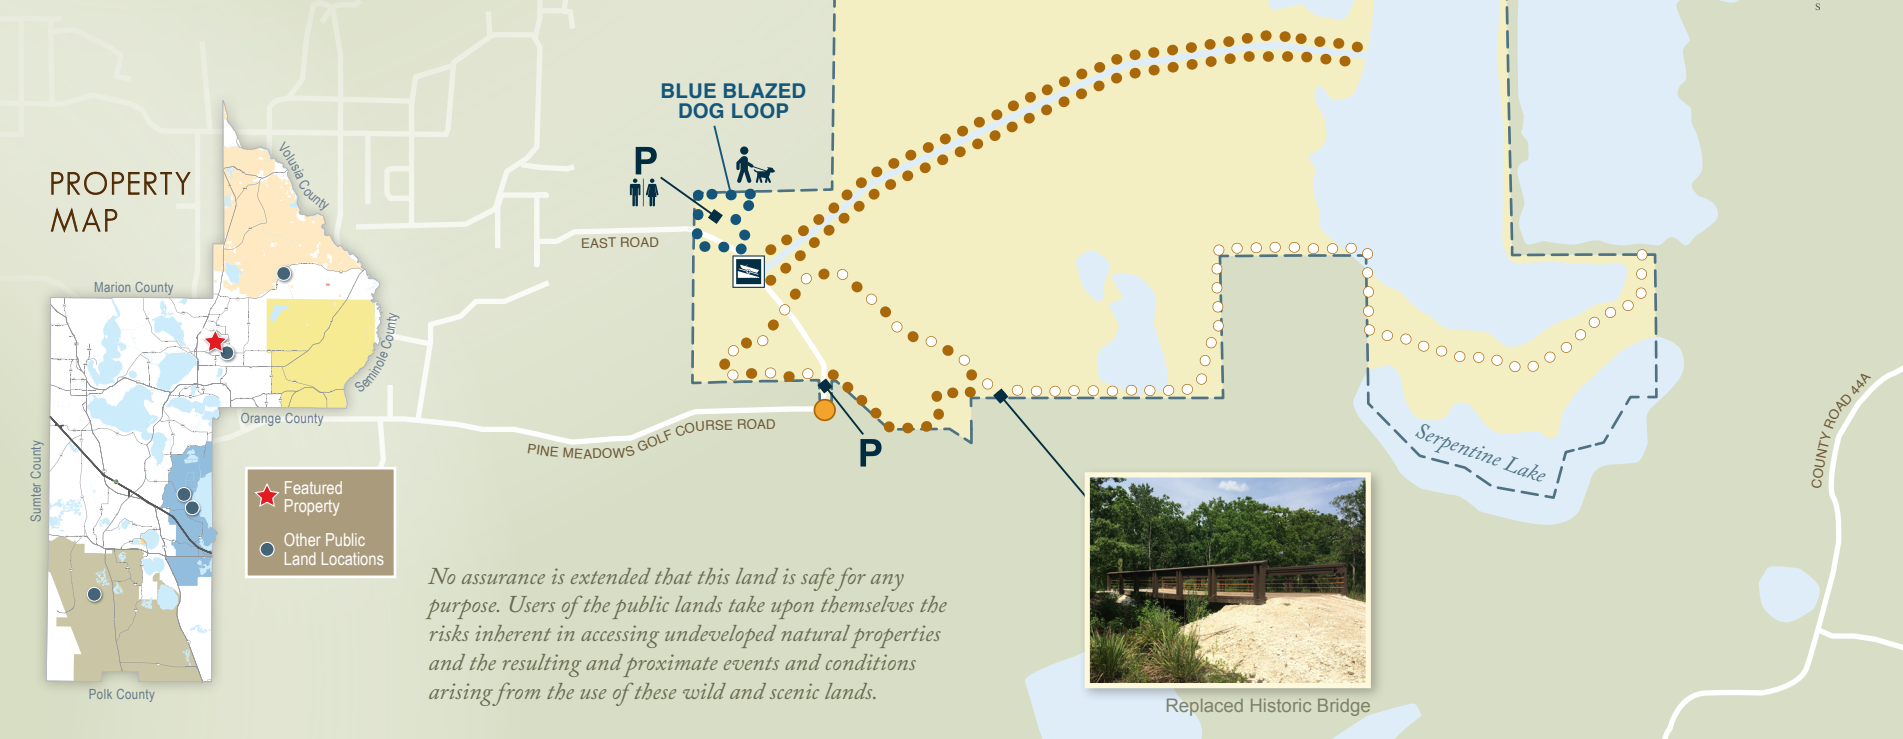 S
BLUE BLAZED
DOG LOOP
P
PROPERTY
MAP
Volusia County
EAST ROAD
Marion County
Seminole County
Orange County
Sumter County
PINE MEADOWS GOLF COURSE ROAD
P
Serpentine Lake
COUNTY ROAD 44A
Featured
Property
Other Public
Land Locations
No assurance is extended that this land is safe for any
purpose. Users of the public lands take upon themselves the
risks inherent in accessing undeveloped natural properties
and the resulting and proximate events and conditions
arising from the use of these wild and scenic lands.
Polk County
Replaced Historic Bridge